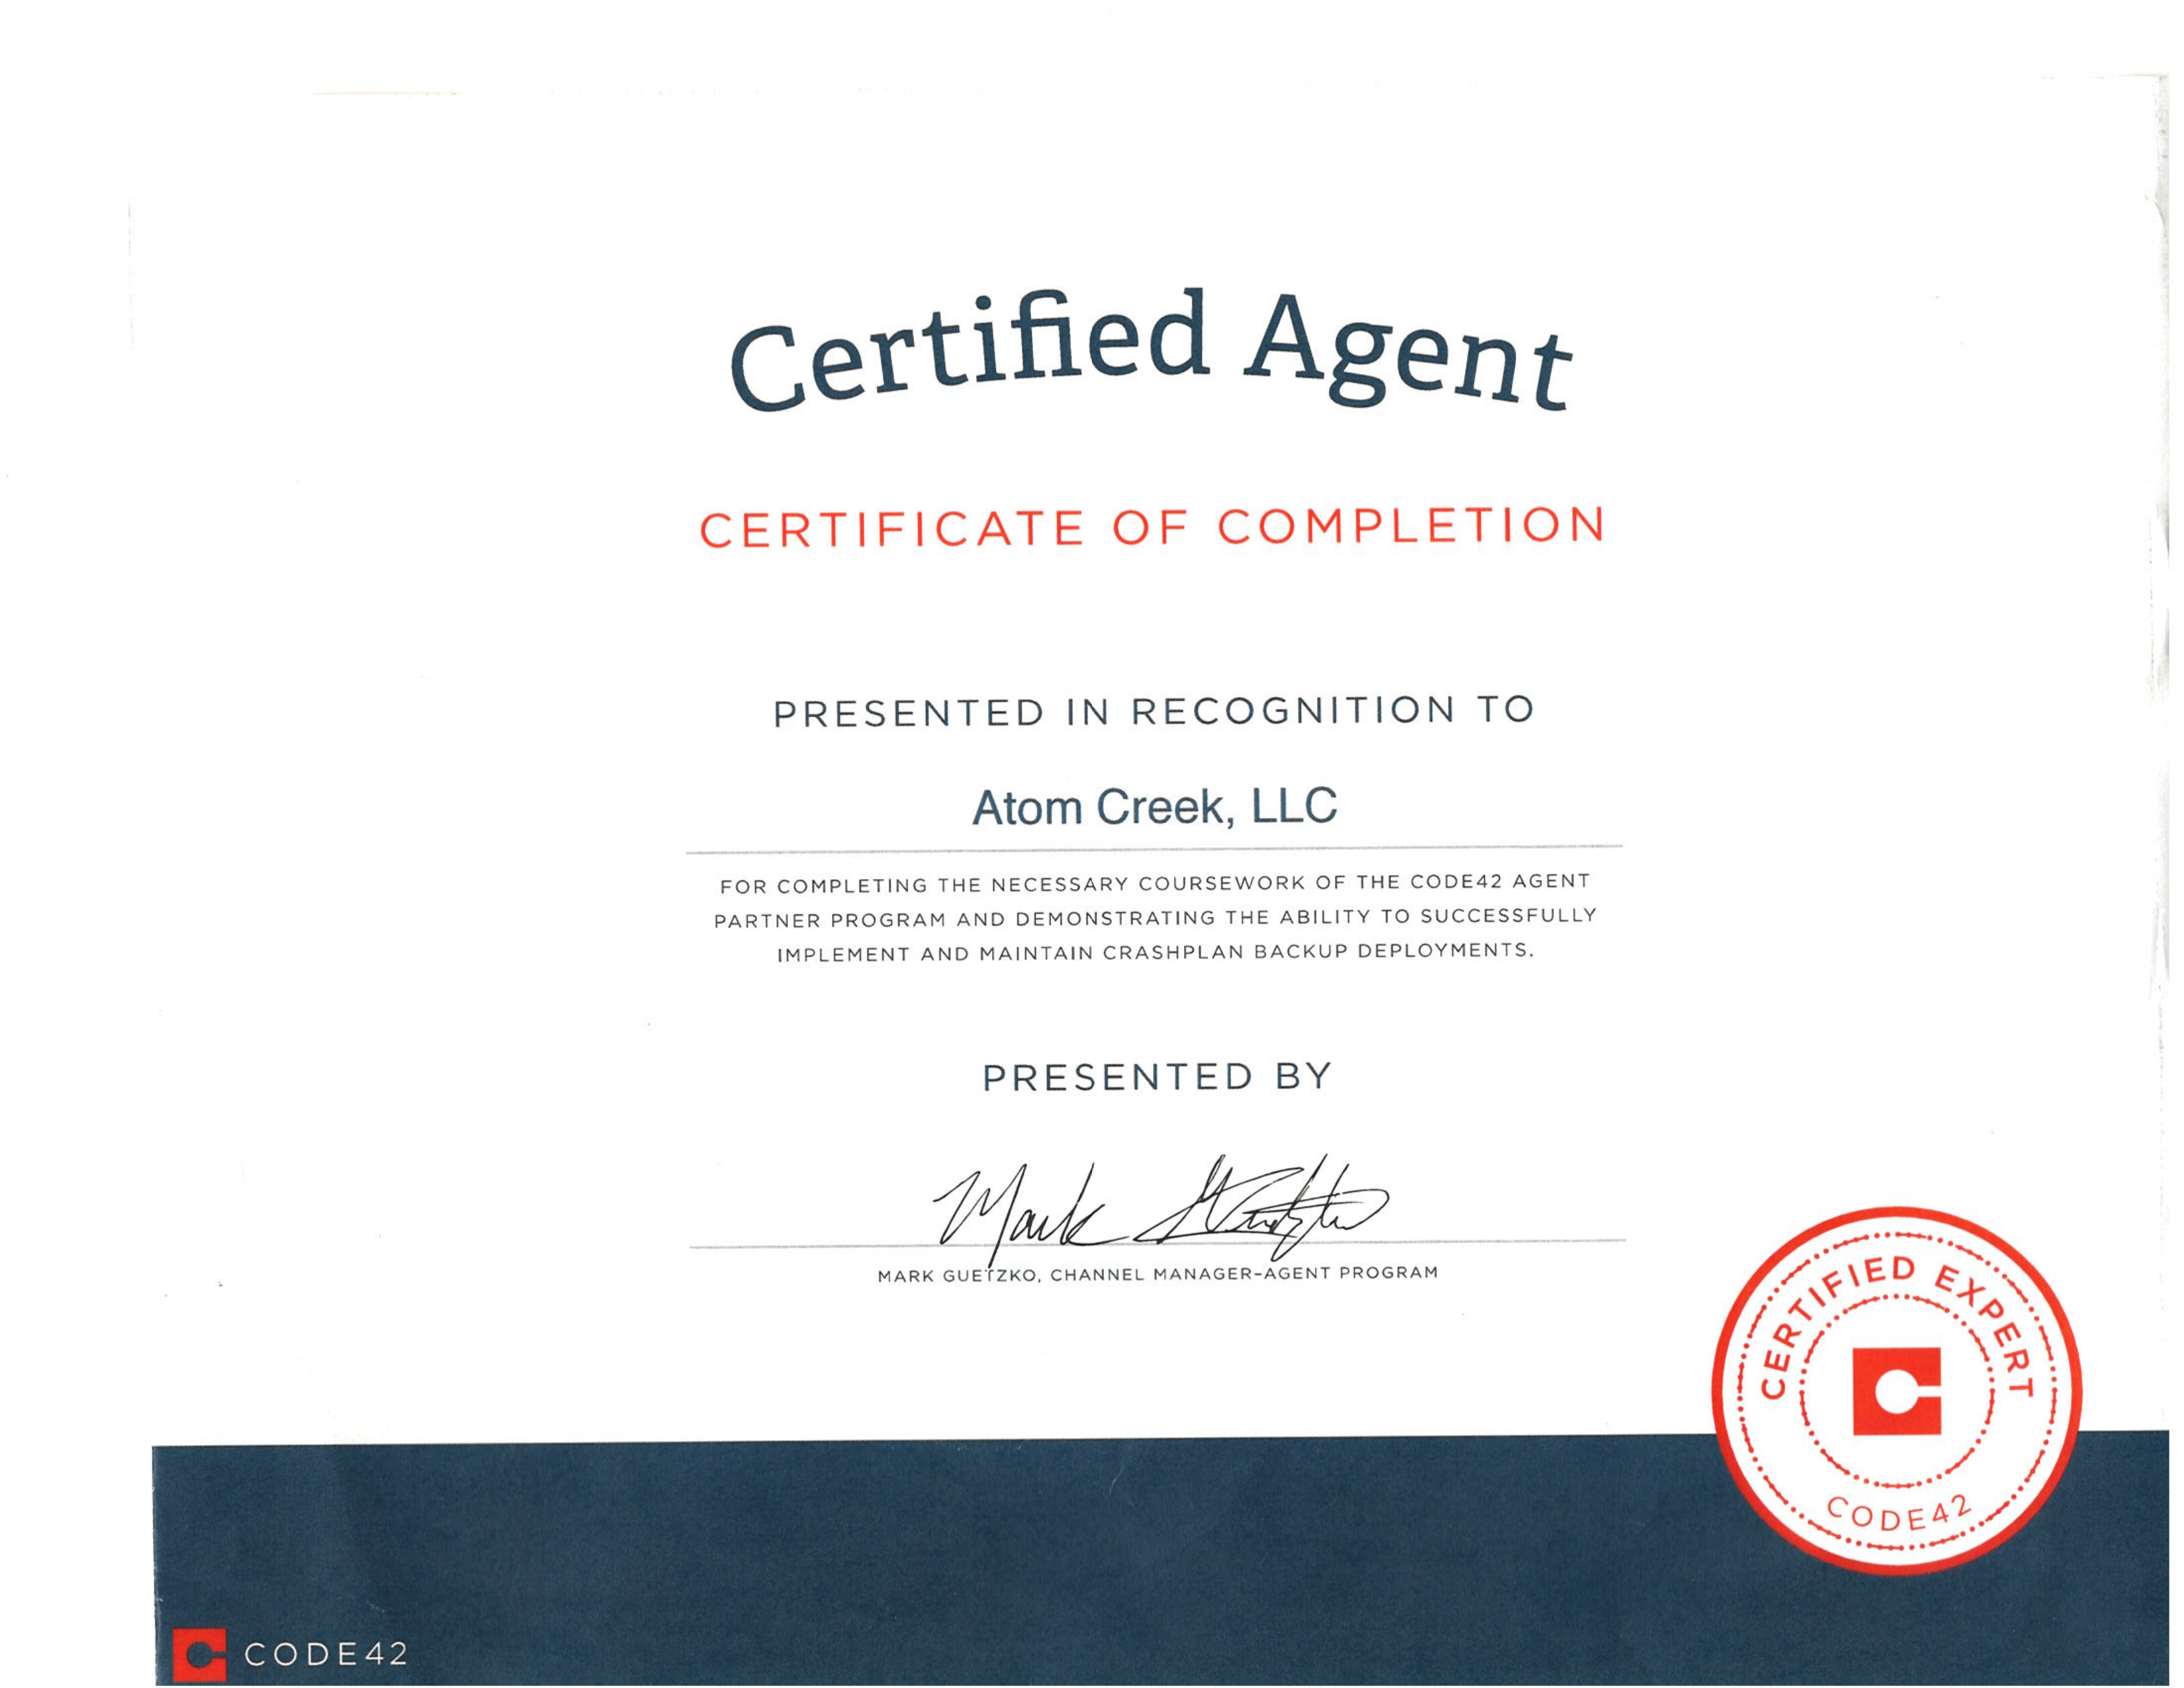 Certified Agent
CERTIFICATE OF COMPLETION
PRESENTED IN RECOGNITION TO
Atom Creek, LLC
FOR COMPLETING THE NECESSARY COURSEWORK OF THE CODE42 AGENT
PARTNER PROGRAM AND DEMONSTRATING THE ABILITY TO SUCCESSFULLY
IMPLEMENT AND MAINTAIN CRASHPLAN BACKUP DEPLOYMENTS.
PRESENTED BY
Mark Guetzko
MARK GUETZKO, CHANNEL MANAGER-AGENT PROGRAM
CERTIFIED EXPERT
CODE42
CODE42